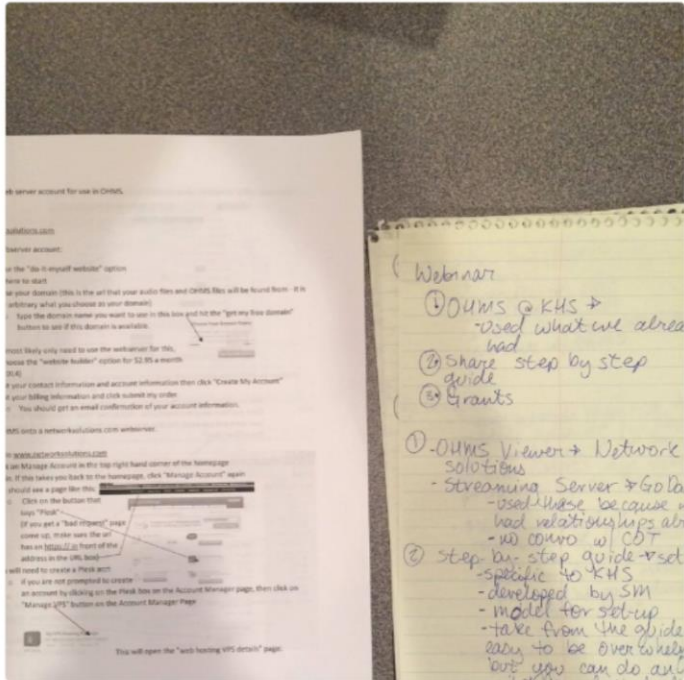 eb server account for use in OHMS.
solutions.com
bserver account:
or the "do-it-myself website" option
here to start
se your domain (this is the url that your audio files and OHMS files will be found from - it is
arbitrary what you choose as your domain)
Type the domain name you want to use in this box and hit the "get my free domain"
button to see if this domain is available.
most likely only need to use the webserver for this,
oose the "website builder" option for $2.95 a month
your contact information and account information then click "Create My Account"
t your billing information and click submit my order
You should get an email confirmation of your account information.
HMS onto a networksolutions.com webserver.
in www.networksolutions.com
k on Manage Account in the top right hand corner of the homepage
in. If this takes you back to the homepage, click "Manage Account" again
should see a page like this:
Click on the button that
says "Plesk"
(if you get a "bad request" page
come up, make sure the url
has an https:// in front of the
address in the URL box)
will need to create a Plesk acct
If you are not prompted to create
an account by clicking on the Plesk box on the Account Manager page, then click on
"Manage VPS" button on the Account Manager Page
This will open the "web hosting VPS details" page:
Webinar
① OHMS @ KHS →
- used what we alrea
had
② Share step by step
guide
③ Grants
① - OHMS Viewer → Network
solutions
- Streaming Server → GoDa
- used these because
had relationships alr
- no convo w/ COT
② Step-by-step guide → set
- specific to KHS
- developed by SM
- model for set-up
- take from the guide
easy to be overwhel
but you can do